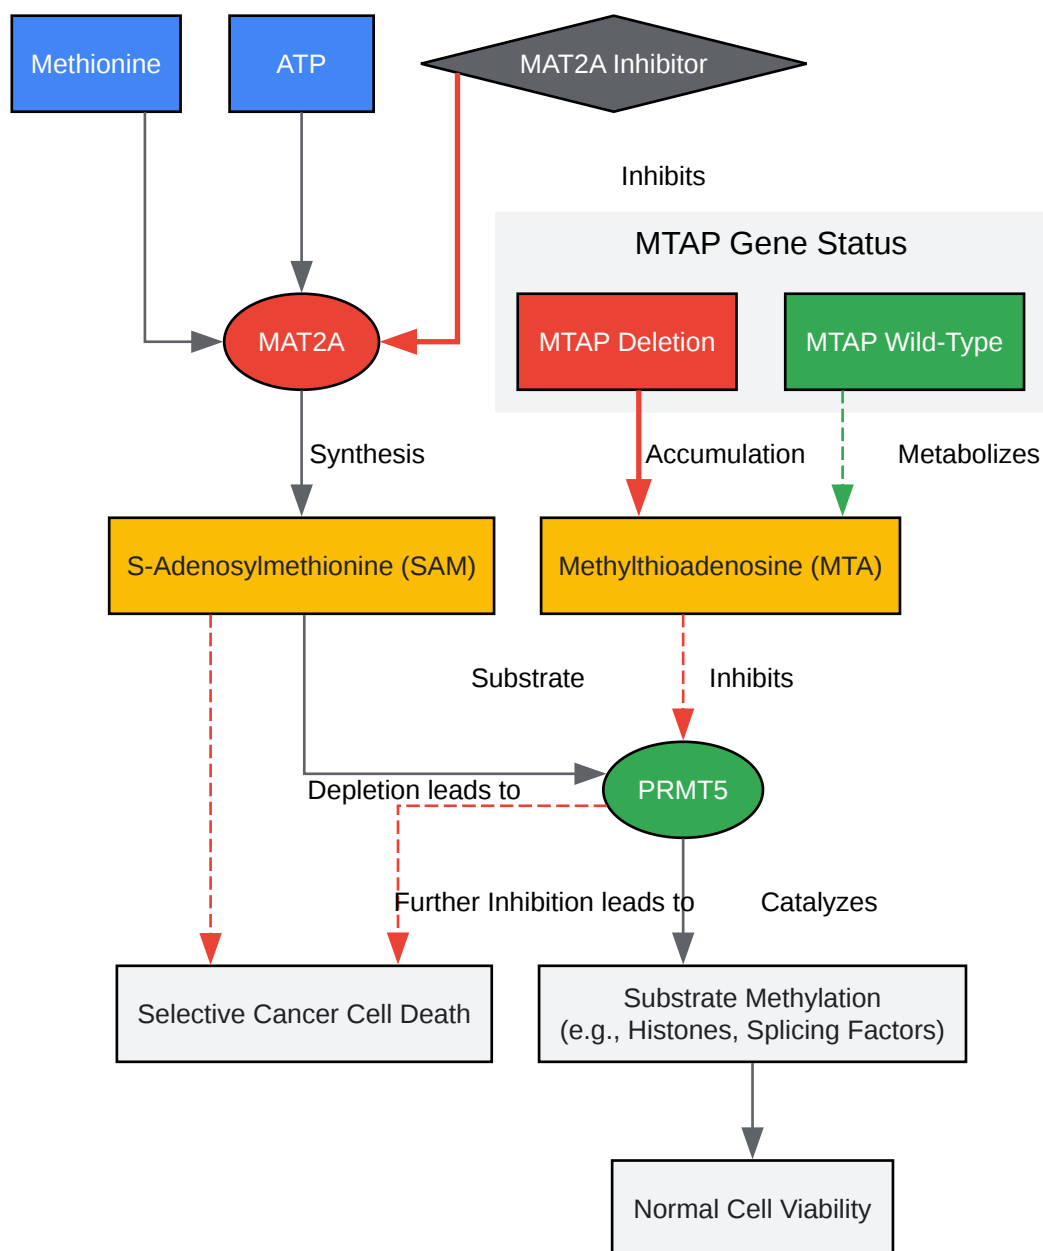 Methionine
ATP
MAT2A Inhibitor
Inhibits
MTAP Gene Status
MAT2A
MTAP Deletion
MTAP Wild-Type
Synthesis
Accumulation
Metabolizes
S-Adenosylmethionine (SAM)
Methylthioadenosine (MTA)
Substrate
Inhibits
Depletion leads to
PRMT5
Further Inhibition leads to
Catalyzes
Selective Cancer Cell Death
Substrate Methylation
(e.g., Histones, Splicing Factors)
Normal Cell Viability